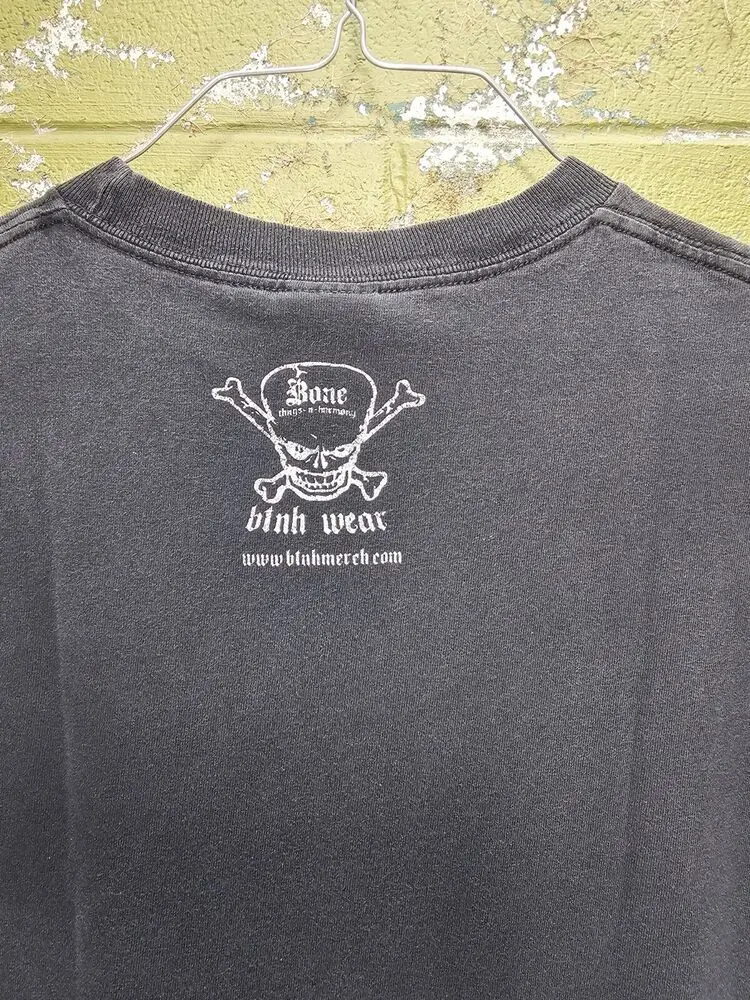 Bone
thugs-n-harmony
btnh wear
www.btnhmerch.com